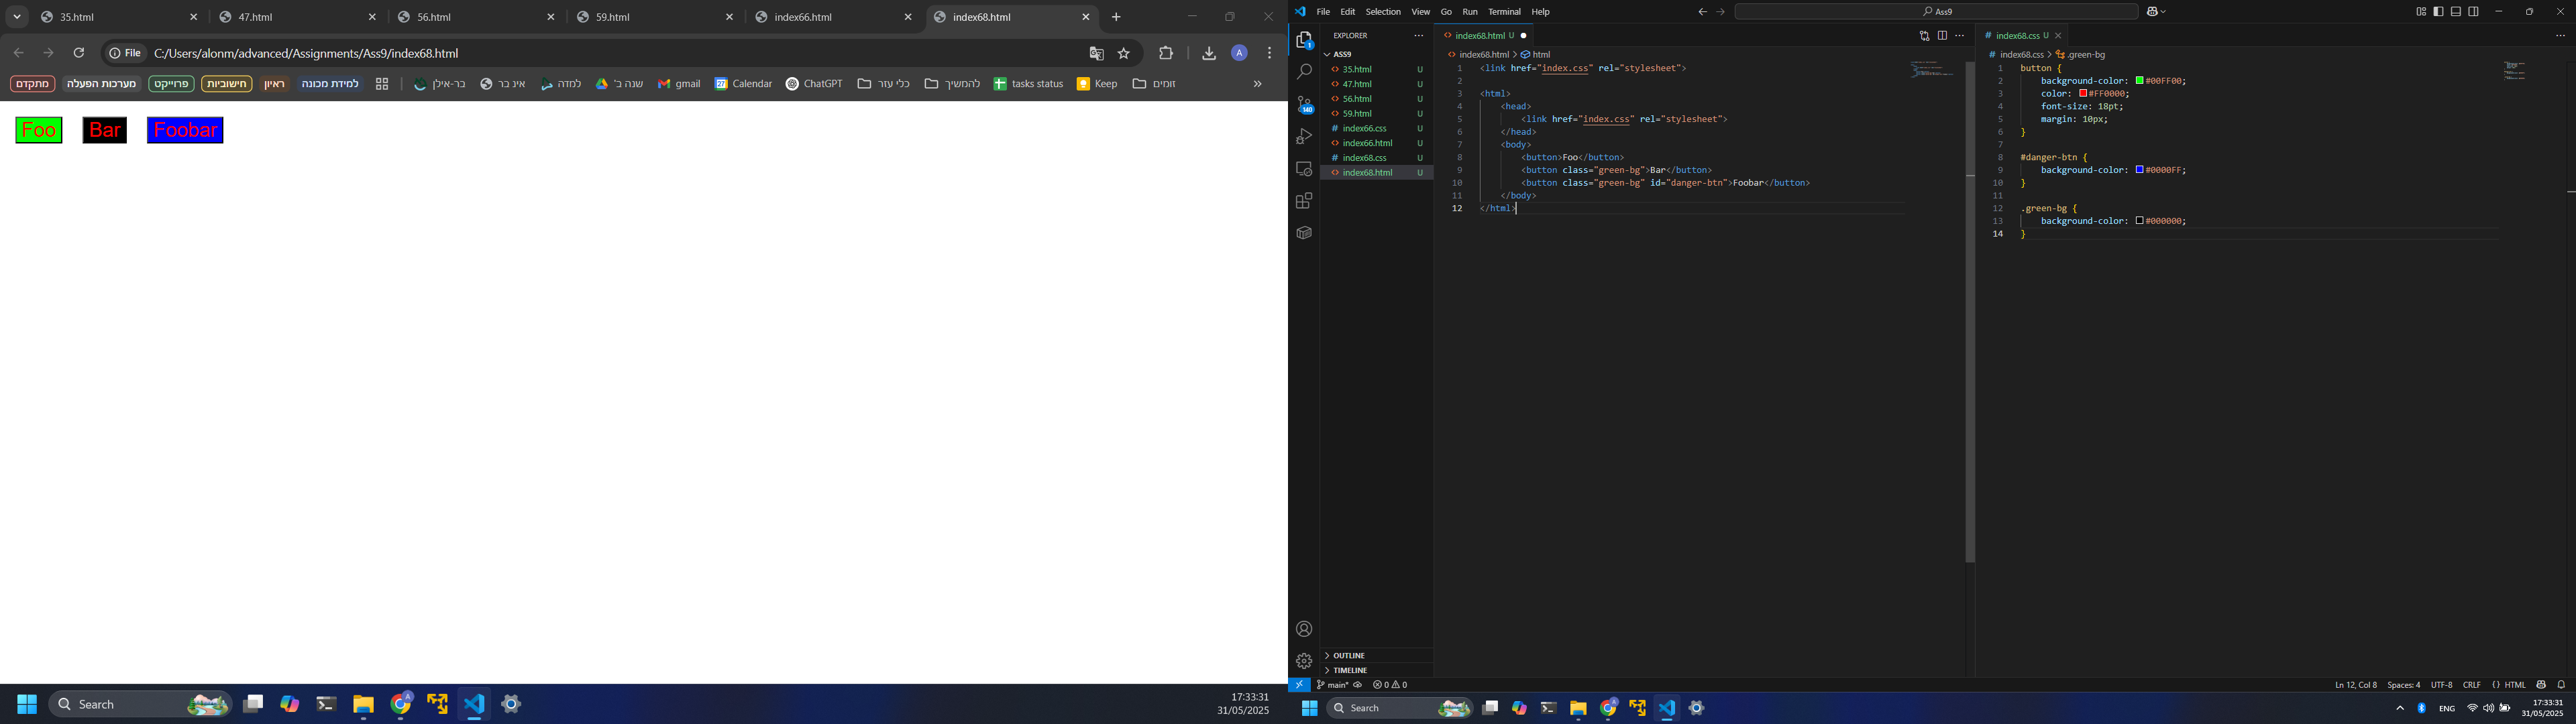 35.html
47.html
56.html
59.html
index66.html
index68.html
File
C:/Users/alonm/advanced/Assignments/Ass9/index68.html
A
מתקדם
מערכות הפעלה
פרוייקט
חישוביות
ראיון
למידת מכונה
בר-אילן
אינ בר
למדה
שנה ב'
gmail
Calendar
ChatGPT
כלי עזר
להמשיך
tasks status
Keep
זומים
Foo
Bar
Foobar
Search
17:33:31
31/05/2025
File Edit Selection View Go Run Terminal Help
Ass9
EXPLORER
ASS9
35.html U
47.html U
56.html U
59.html U
index66.css U
index66.html U
index68.css U
index68.html U
1
140
OUTLINE
TIMELINE
index68.html U
index68.html > html
1 <link href="index.css" rel="stylesheet">
2
3 <html>
4 <head>
5 <link href="index.css" rel="stylesheet">
6 </head>
7 <body>
8 <button>Foo</button>
9 <button class="green-bg">Bar</button>
10 <button class="green-bg" id="danger-btn">Foobar</button>
11 </body>
12 </html>
index68.css U
index68.css > .green-bg
1 button {
2 background-color: #00FF00;
3 color: #FF0000;
4 font-size: 18pt;
5 margin: 10px;
6 }
7
8 #danger-btn {
9 background-color: #0000FF;
10 }
11
12 .green-bg {
13 background-color: #000000;
14 }
main* 0 0
Ln 12, Col 8 Spaces: 4 UTF-8 CRLF HTML
Search
ENG
17:33:31
31/05/2025